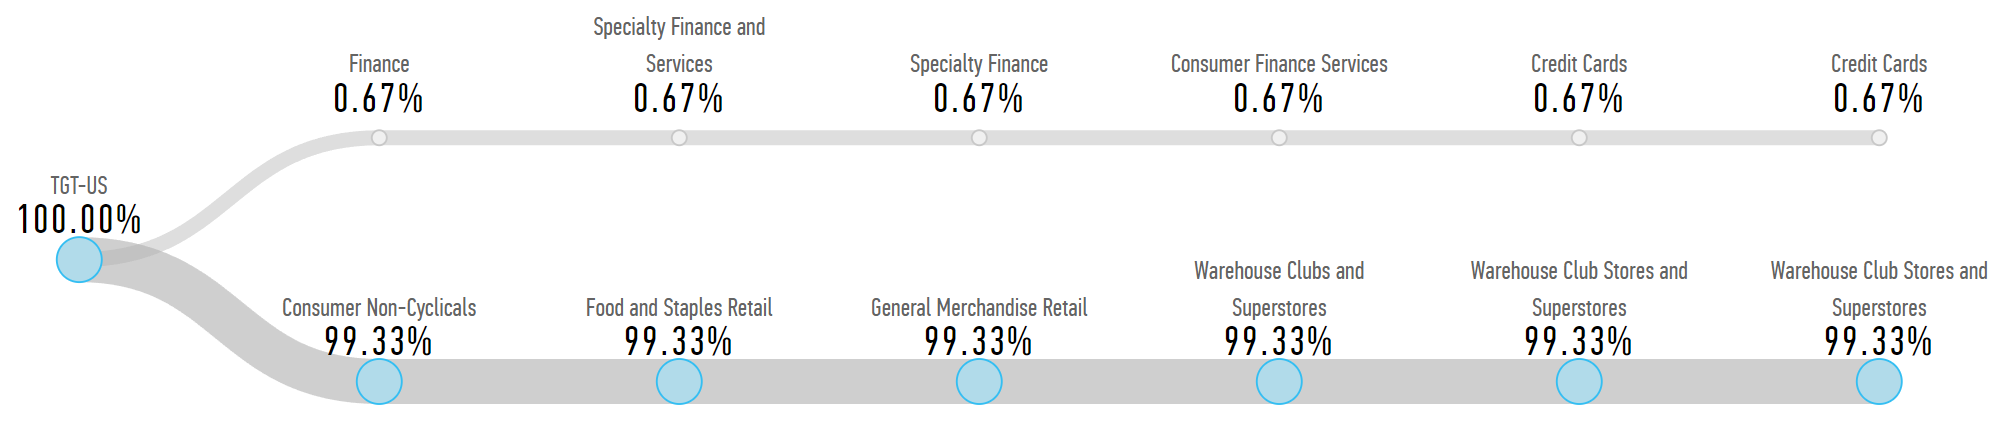 TGT-US
100.00%
Finance
0.67%
Specialty Finance and
Services
0.67%
Specialty Finance
0.67%
Consumer Finance Services
0.67%
Credit Cards
0.67%
Credit Cards
0.67%
Consumer Non-Cyclicals
99.33%
Food and Staples Retail
99.33%
General Merchandise Retail
99.33%
Warehouse Clubs and
Superstores
99.33%
Warehouse Club Stores and
Superstores
99.33%
Warehouse Club Stores and
Superstores
99.33%